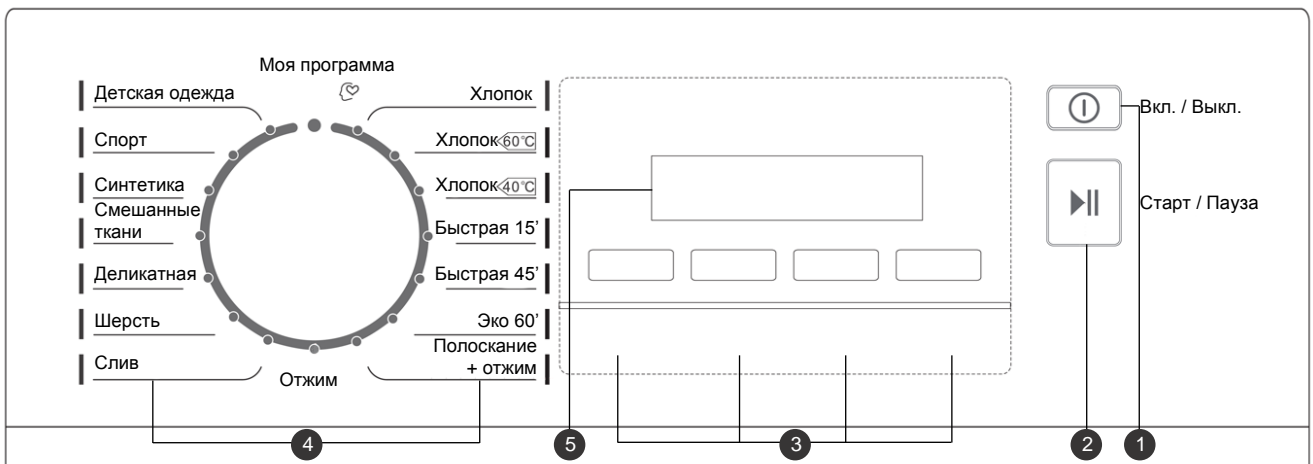 Моя программа
Детская одежда
Хлопок
Вкл. / Выкл.
Спорт
Хлопок 60°C
Синтетика
Хлопок 40°C
Старт / Пауза
Смешанные
ткани
Быстрая 15’
Деликатная
Быстрая 45’
Шерсть
Эко 60’
Слив
Полоскание
+ отжим
Отжим
4
5
3
2
1